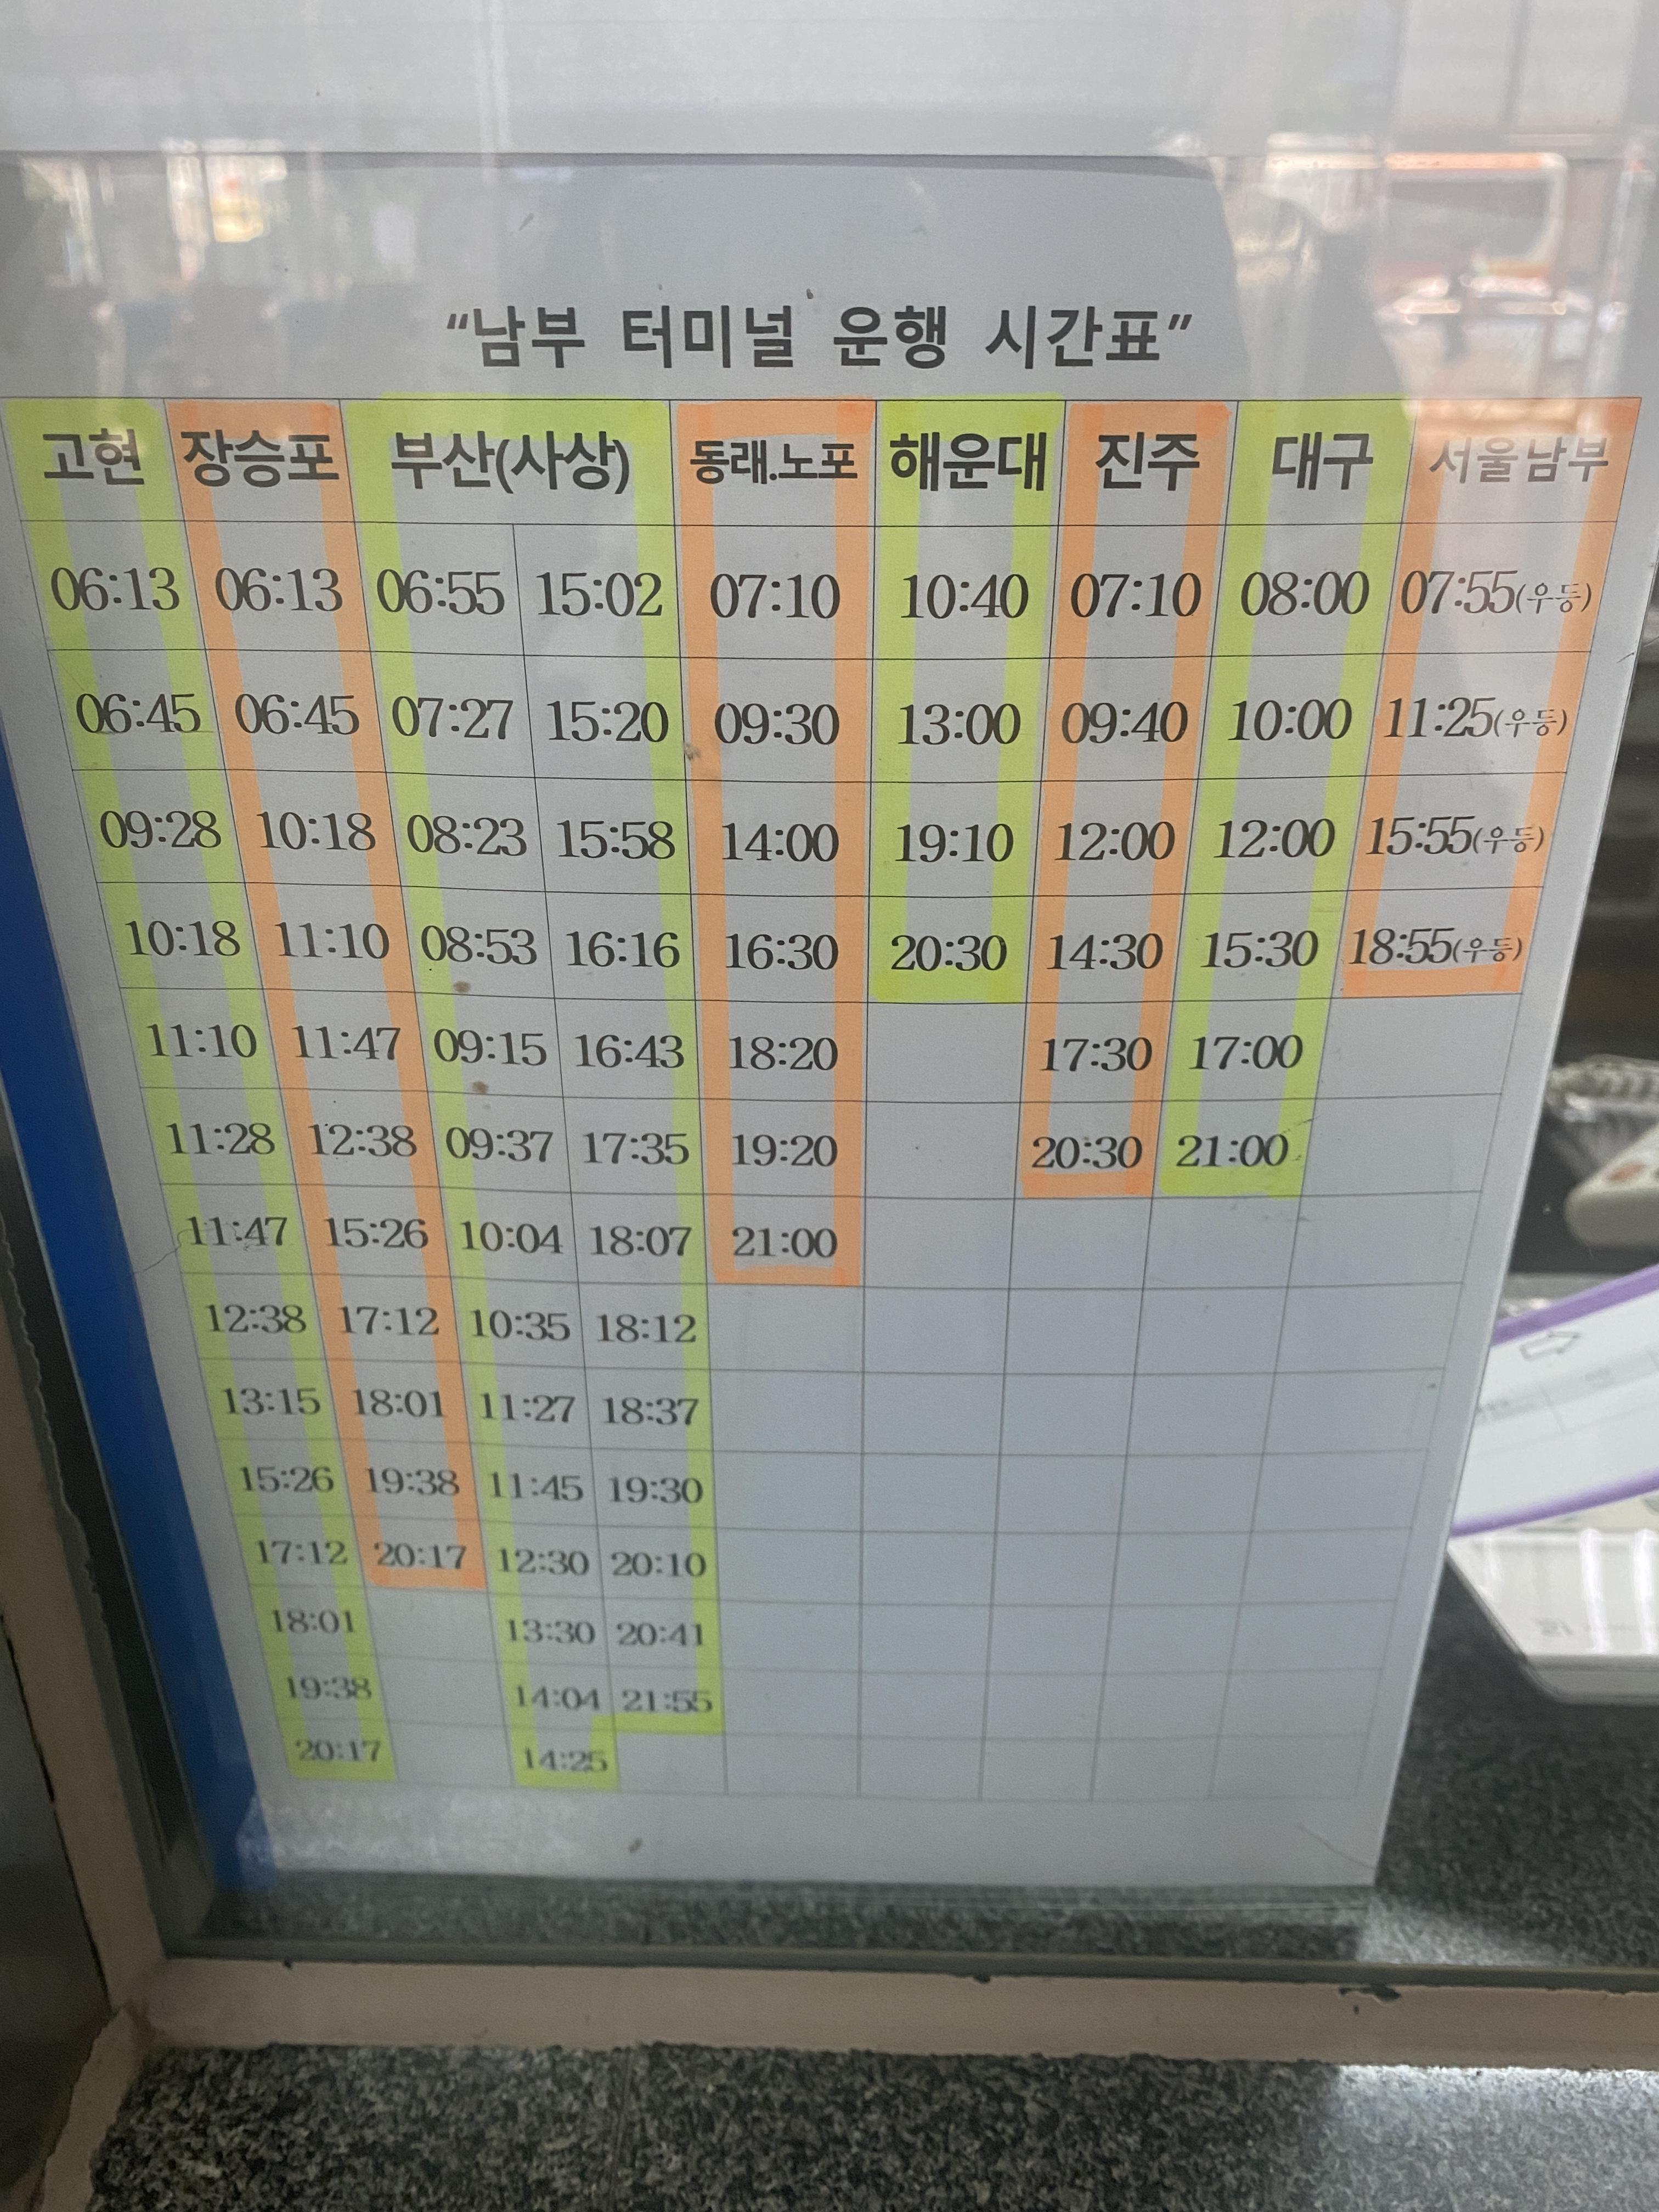 “남부 터미널 운행 시간표”
고현 장승포 부산(사상) 동래.노포 해운대 진주 대구 서울남부
06:13 06:13 06:55 15:02 07:10 10:40 07:10 08:00 07:55(우등)
06:45 06:45 07:27 15:20 09:30 13:00 09:40 10:00 11:25(우등)
09:28 10:18 08:23 15:58 14:00 19:10 12:00 12:00 15:55(우등)
10:18 11:10 08:53 16:16 16:30 20:30 14:30 15:30 18:55(우등)
11:10 11:47 09:15 16:43 18:20 17:30 17:00
11:28 12:38 09:37 17:35 19:20 20:30 21:00
11:47 15:26 10:04 18:07 21:00
12:38 17:12 10:35 18:12
13:15 18:01 11:27 18:37
15:26 19:38 11:45 19:30
17:12 20:17 12:30 20:10
18:01 13:30 20:41
19:38 14:04 21:55
20:17 14:25